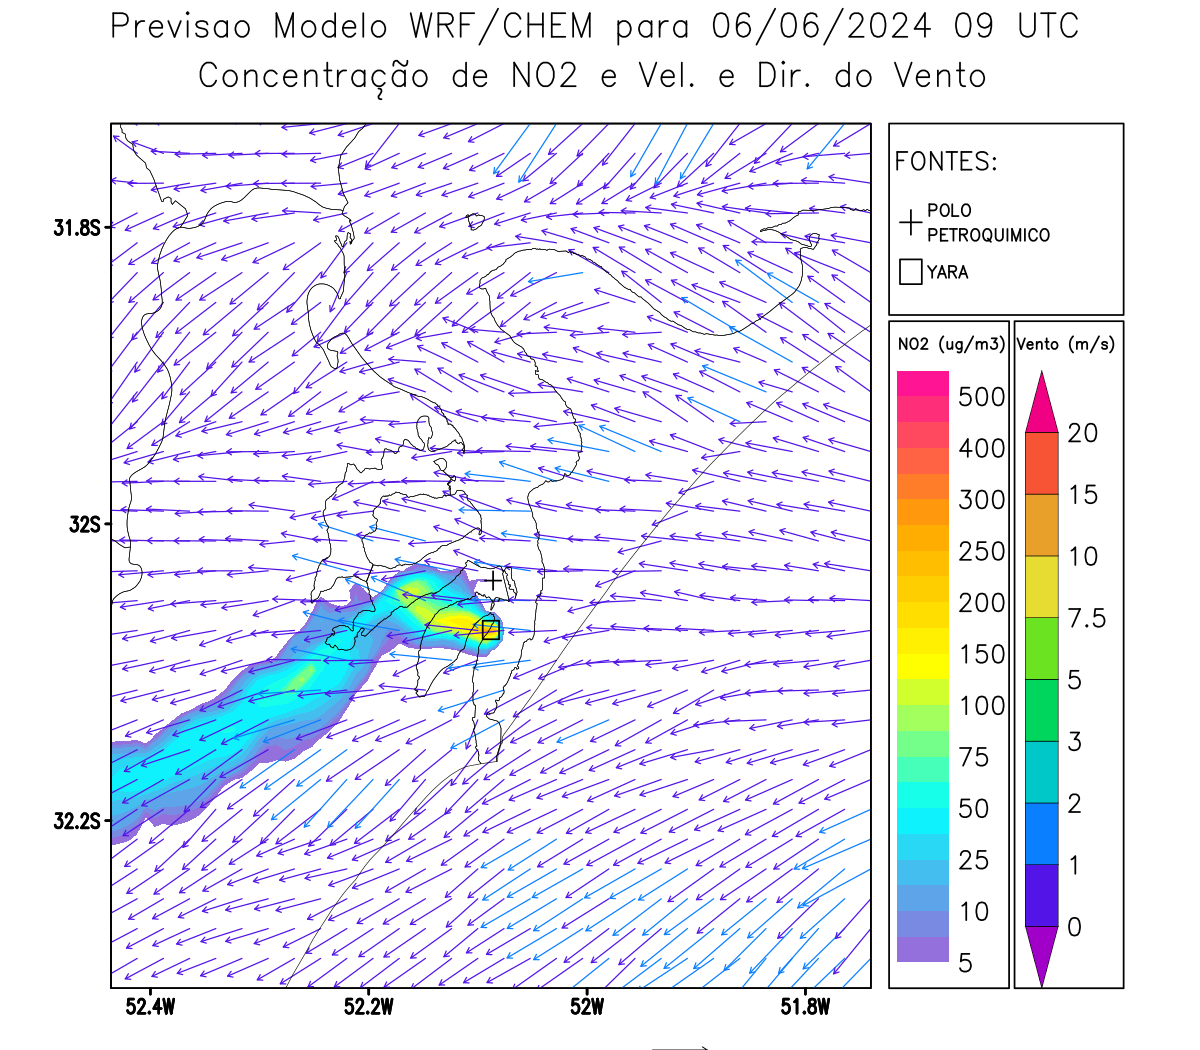 Previsao Modelo WRF/CHEM para 06/06/2024 09 UTC
Concentração de NO2 e Vel. e Dir. do Vento
FONTES:
POLO
PETROQUIMICO
YARA
31.8S
32S
32.2S
52.4W
52.2W
52W
51.8W
NO2 (ug/m3)
500
400
300
250
200
150
100
75
50
25
10
5
Vento (m/s)
20
15
10
7.5
5
3
2
1
0